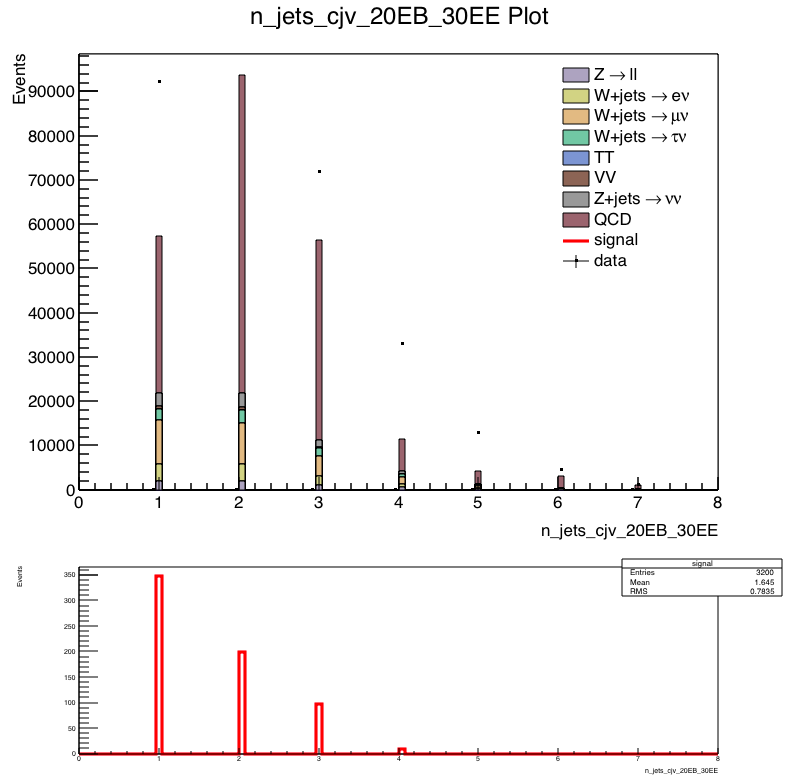 n_jets_cjv_20EB_30EE Plot
Events
90000
80000
70000
60000
50000
40000
30000
20000
10000
0
0 1 2 3 4 5 6 7 8
n_jets_cjv_20EB_30EE
Z → ll
W+jets → eν
W+jets → μν
W+jets → τν
TT
VV
Z+jets → νν
QCD
signal
data
Events
350
300
250
200
150
100
50
0
0 1 2 3 4 5 6 7 8
n_jets_cjv_20EB_30EE
signal
Entries 3200
Mean 1.645
RMS 0.7835